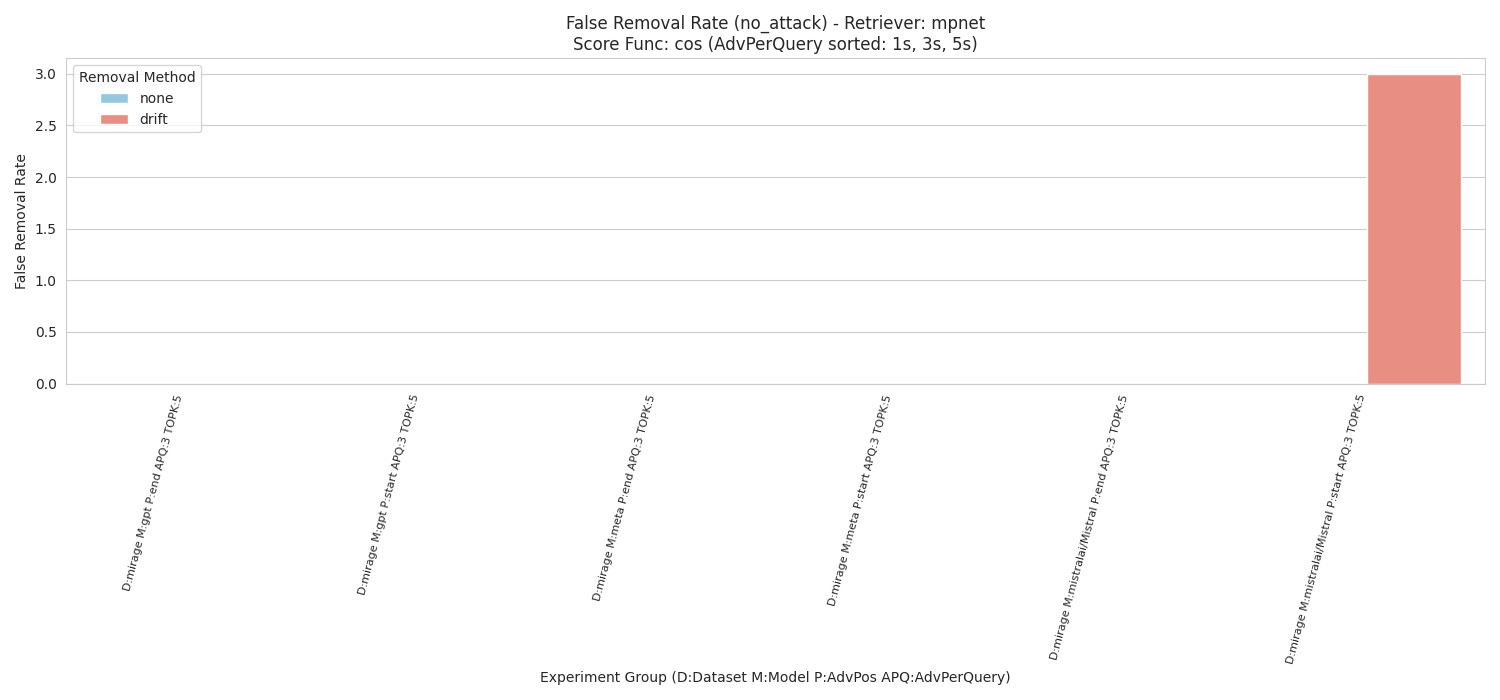 False Removal Rate (no_attack) - Retriever: mpnet
Score Func: cos (AdvPerQuery sorted: 1s, 3s, 5s)
Removal Method
none
drift
False Removal Rate
3.0
2.5
2.0
1.5
1.0
0.5
0.0
D:mirage M:gpt P:end APQ:3 TOPK:5
D:mirage M:gpt P:start APQ:3 TOPK:5
D:mirage M:meta P:end APQ:3 TOPK:5
D:mirage M:meta P:start APQ:3 TOPK:5
D:mirage M:mistralai/Mistral P:end APQ:3 TOPK:5
D:mirage M:mistralai/Mistral P:start APQ:3 TOPK:5
Experiment Group (D:Dataset M:Model P:AdvPos APQ:AdvPerQuery)